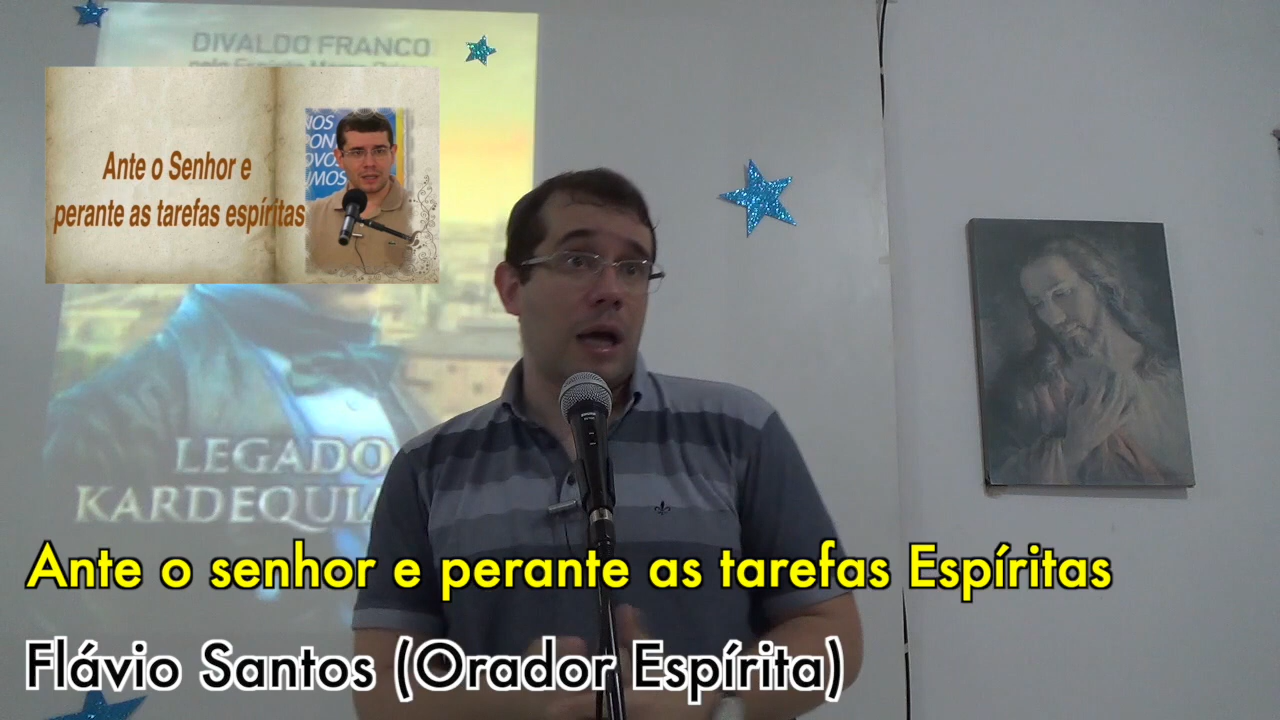 DIVALDO FRANCO
Ante o Senhor e
perante as tarefas espíritas
LEGADO
Ante o senhor e perante as tarefas Espíritas
Flávio Santos (Orador Espírita)